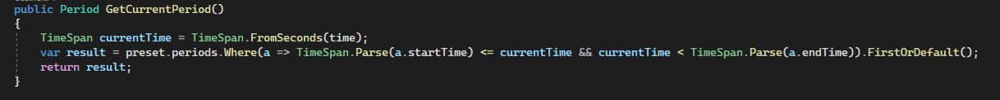 public Period GetCurrentPeriod()
{
TimeSpan currentTime = TimeSpan.FromSeconds(time);
var result = preset.periods.Where(a => TimeSpan.Parse(a.startTime) <= currentTime && currentTime < TimeSpan.Parse(a.endTime)).FirstOrDefault();
return result;
}